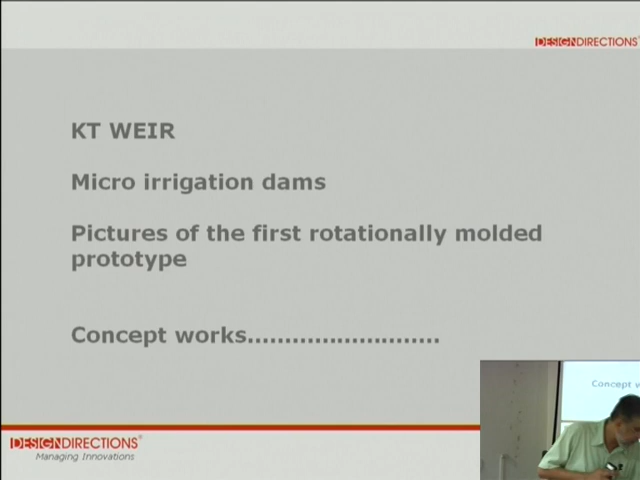 DESIGNDIRECTIONS
KT WEIR
Micro irrigation dams
Pictures of the first rotationally molded
prototype
Concept works..........................
Concept w
DESIGNDIRECTIONS®
Managing Innovations